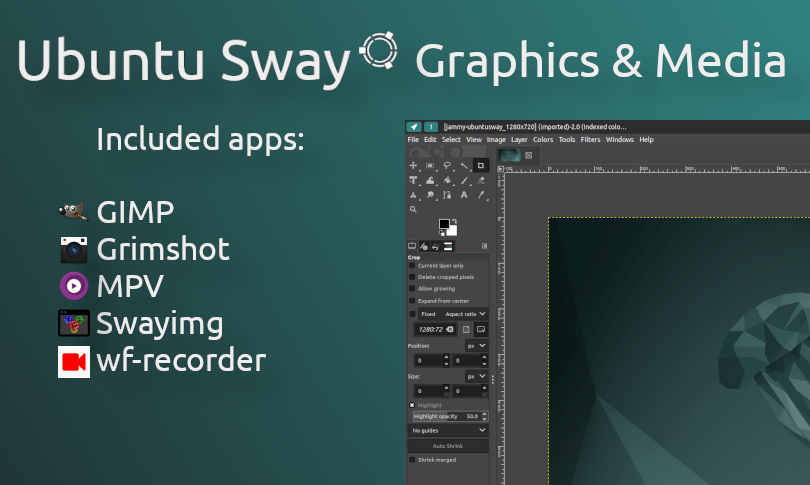 Ubuntu Sway Graphics & Media
Included apps:
GIMP
Grimshot
MPV
Swayimg
wf-recorder
1 [jammy-ubuntusway_1280x720] (imported)-2.0 (Indexed colo...
File Edit Select View Image Layer Colors Tools Filters Windows Help
Crop
Current layer only
Delete cropped pixels
Allow growing
Expand from center
Fixed Aspect ratio
1280:72
Position: px
0 0
Size: px
0 0
Highlight
Highlight opacity 50.0
No guides
Auto Shrink
Shrink merged